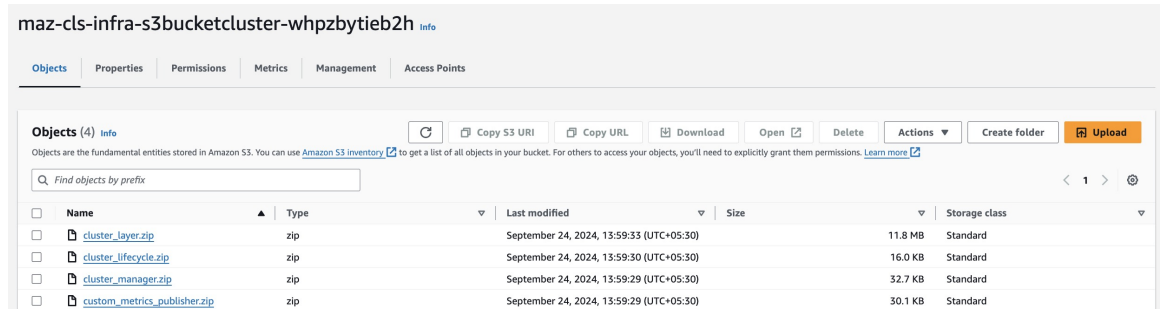 maz-cls-infra-s3bucketcluster-whpzbytieb2h Info
Objects Properties Permissions Metrics Management Access Points
Objects (4) Info Copy S3 URI Copy URL Download Open Delete Actions Create folder Upload
Objects are the fundamental entities stored in Amazon S3. You can use Amazon S3 inventory to get a list of all objects in your bucket. For others to access your objects, you'll need to explicitly grant them permissions. Learn more
Find objects by prefix 1
Name Type Last modified Size Storage class
cluster_layer.zip zip September 24, 2024, 13:59:33 (UTC+05:30) 11.8 MB Standard
cluster_lifecycle.zip zip September 24, 2024, 13:59:30 (UTC+05:30) 16.0 KB Standard
cluster_manager.zip zip September 24, 2024, 13:59:29 (UTC+05:30) 32.7 KB Standard
custom_metrics_publisher.zip zip September 24, 2024, 13:59:29 (UTC+05:30) 30.1 KB Standard